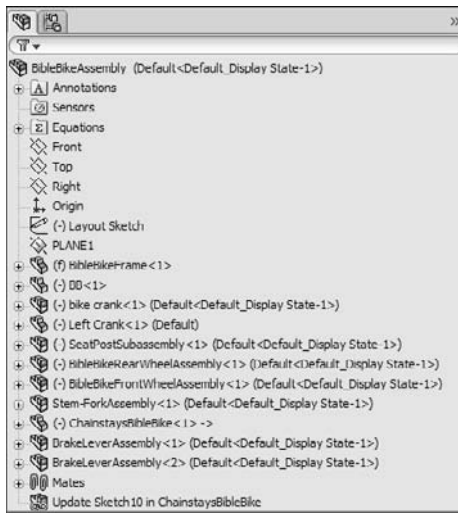 »
BibleBikeAssembly (Default<Default_Display State-1>)
A Annotations
Sensors
Σ Equations
Front
Top
Right
Origin
(-) Layout Sketch
PLANE1
(f) BibleBikeFrame<1>
(-) BB<1>
(-) bike crank<1> (Default<Default_Display State-1>)
(-) Left Crank<1> (Default)
(-) SeatPostSubassembly<1> (Default<Default_Display State-1>)
(-) BibleBikeRearWheelAssembly<1> (Default<Default_Display State-1>)
(-) BibleBikeFrontWheelAssembly<1> (Default<Default_Display State-1>)
Stem-ForkAssembly<1> (Default<Default_Display State-1>)
(-) ChainstaysBibleBike<1> ->
BrakeLeverAssembly<1> (Default<Default_Display State-1>)
BrakeLeverAssembly<2> (Default<Default_Display State-1>)
Mates
Update Sketch10 in ChainstaysBibleBike